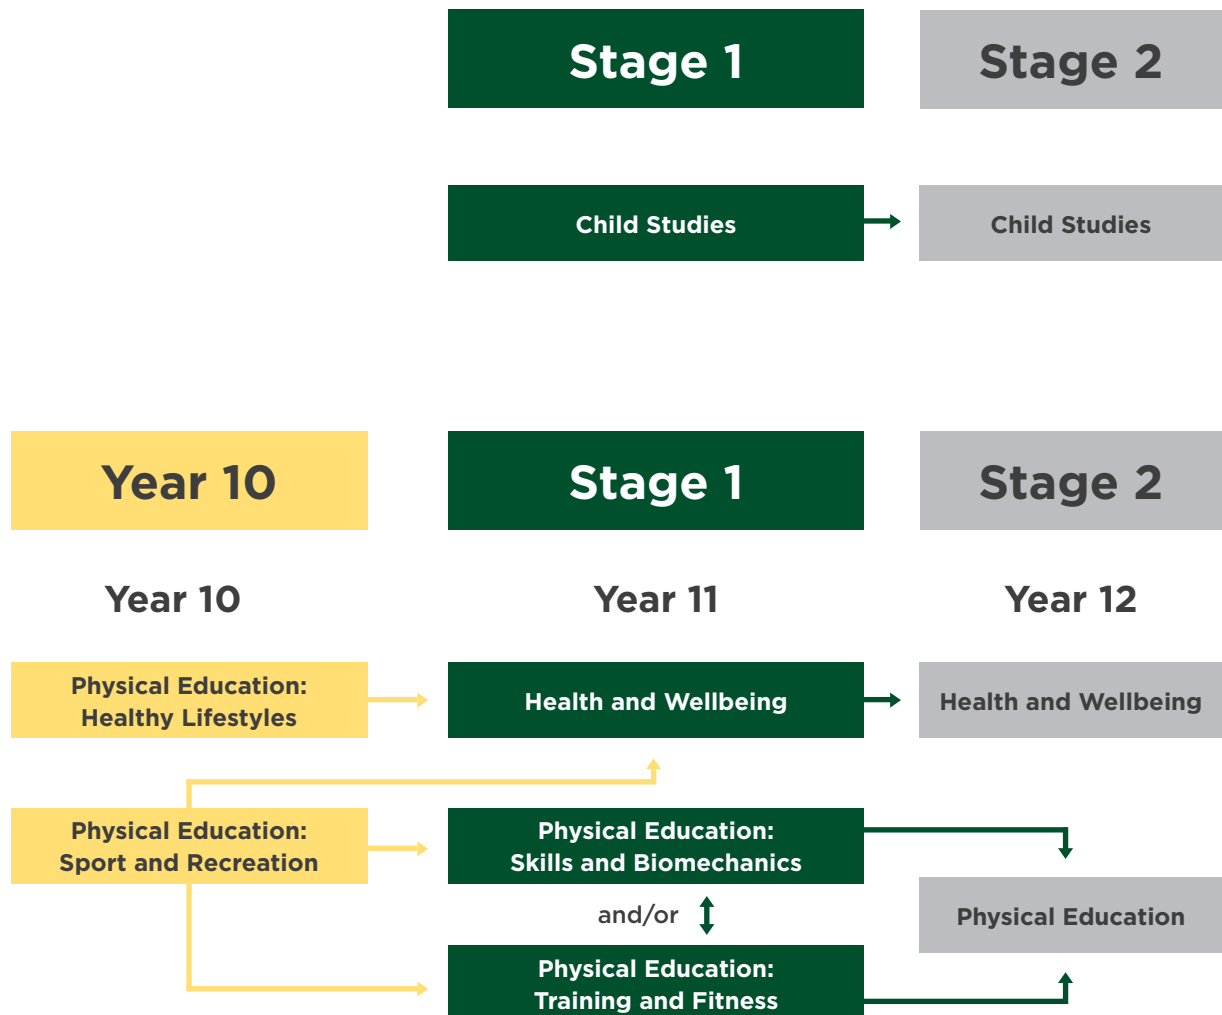 Stage 1
Stage 2
Child Studies
Child Studies
Year 10
Stage 1
Stage 2
Year 10
Year 11
Year 12
Physical Education:
Healthy Lifestyles
Health and Wellbeing
Health and Wellbeing
Physical Education:
Sport and Recreation
Physical Education:
Skills and Biomechanics
and/or
Physical Education
Physical Education:
Training and Fitness